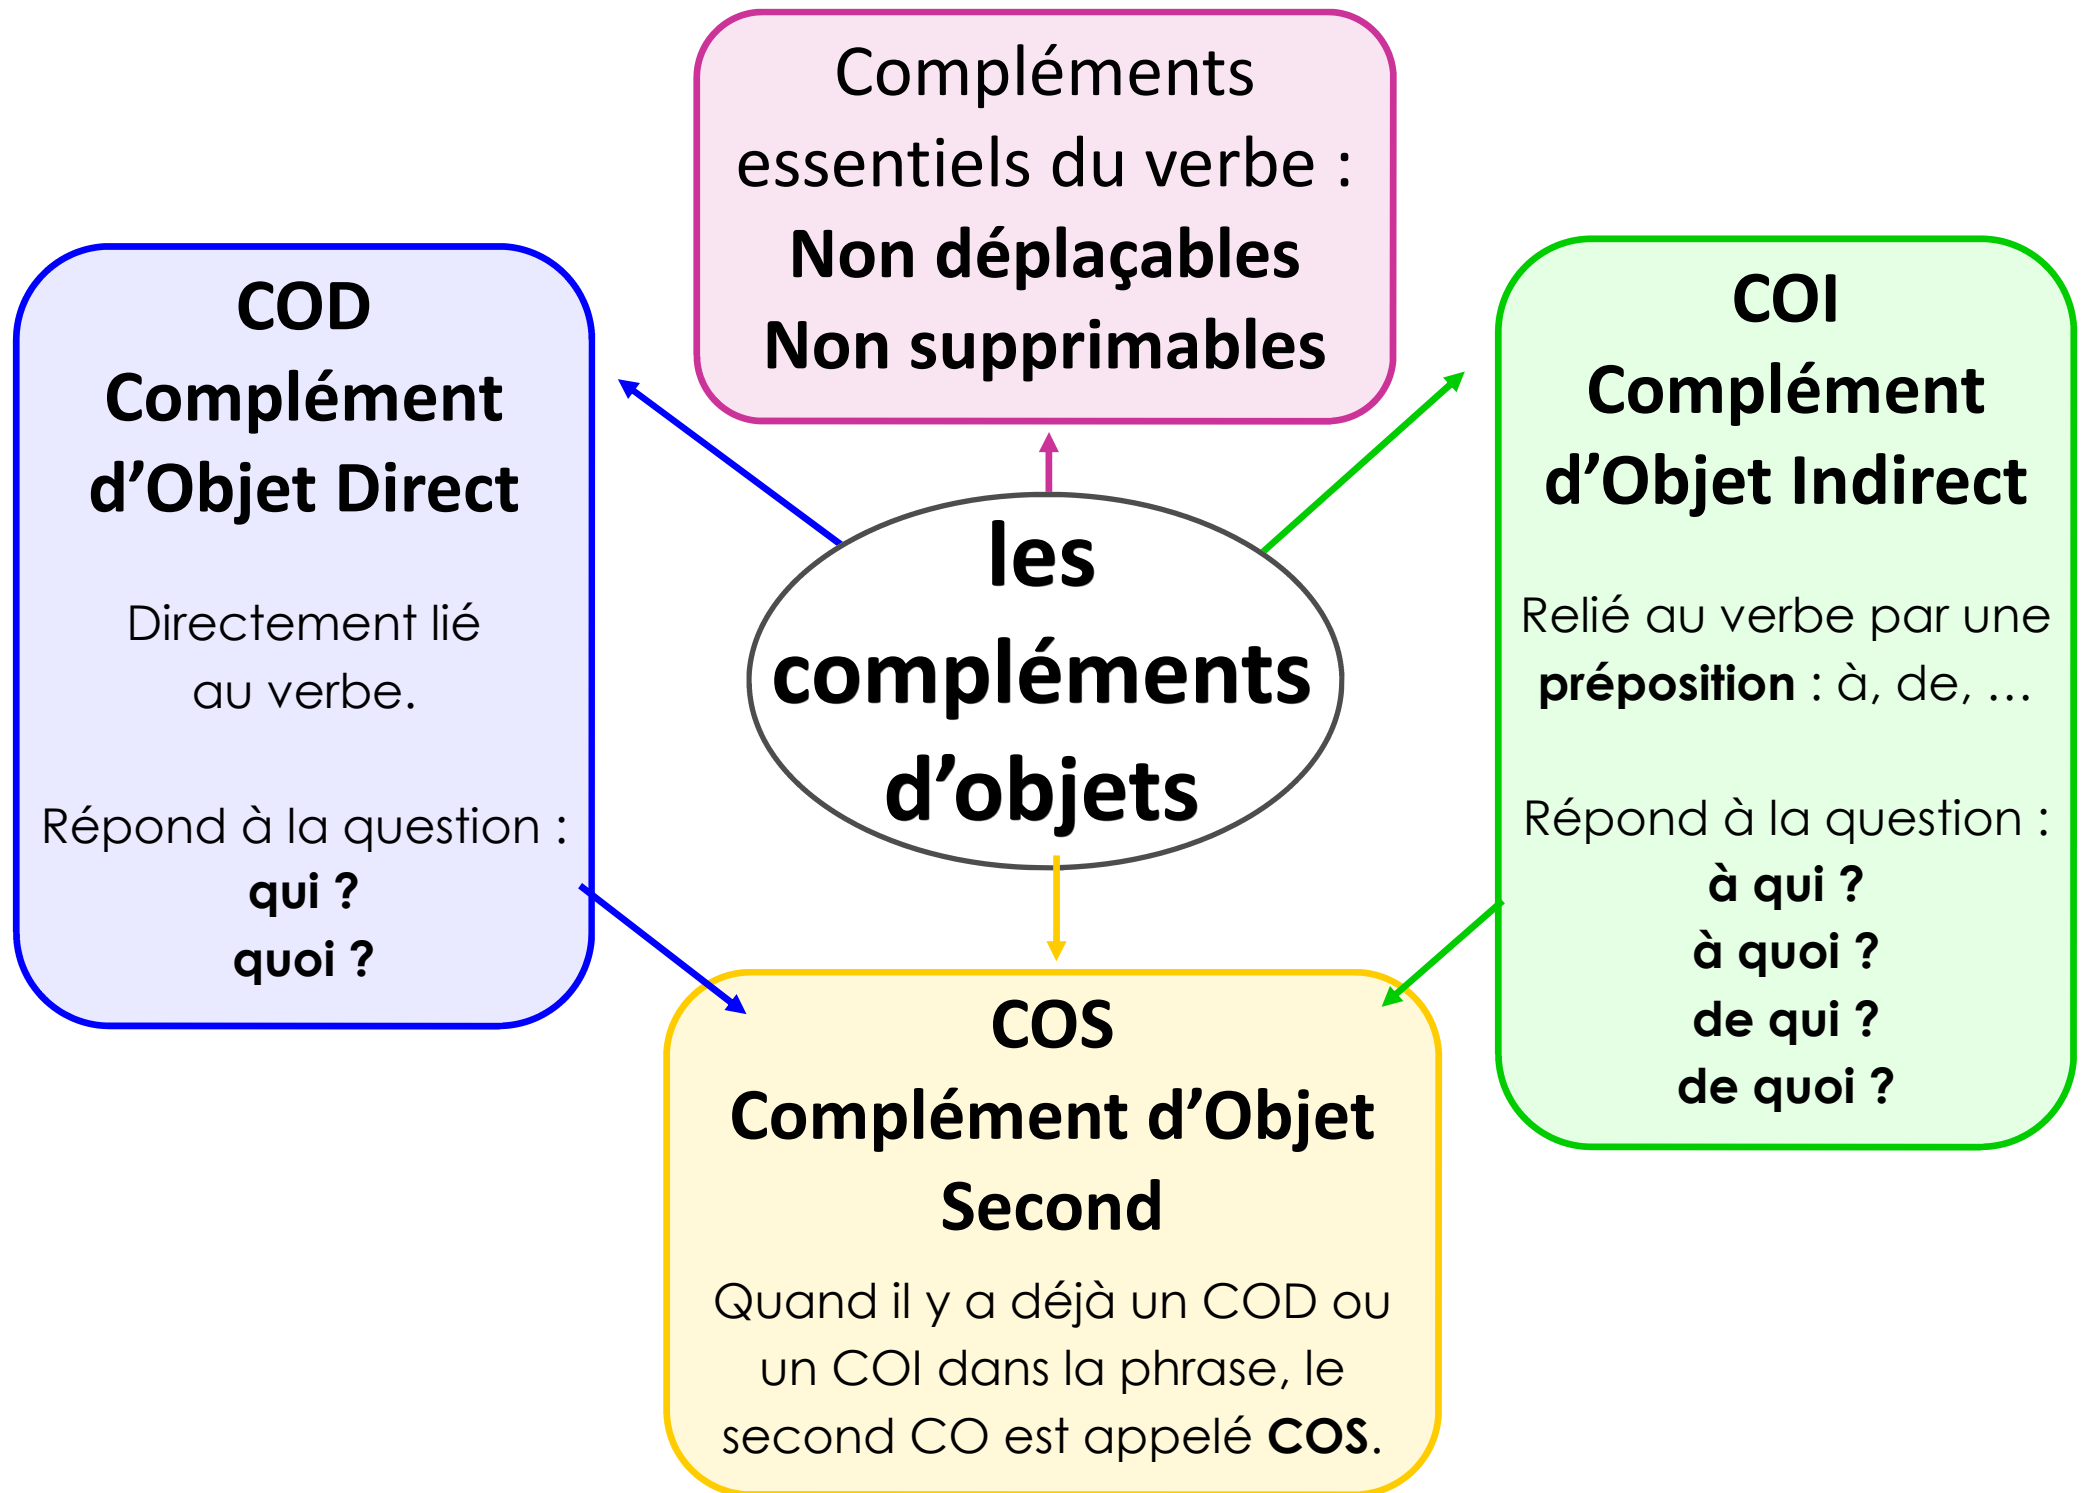 Compléments
essentiels du verbe :
Non déplaçables
Non supprimables
COD
Complément
d’Objet Direct
Directement lié
au verbe.
Répond à la question :
qui ?
quoi ?
les
compléments
d’objets
COI
Complément
d’Objet Indirect
Relié au verbe par une
préposition : à, de, …
Répond à la question :
à qui ?
à quoi ?
de qui ?
de quoi ?
COS
Complément d’Objet
Second
Quand il y a déjà un COD ou
un COI dans la phrase, le
second CO est appelé COS.